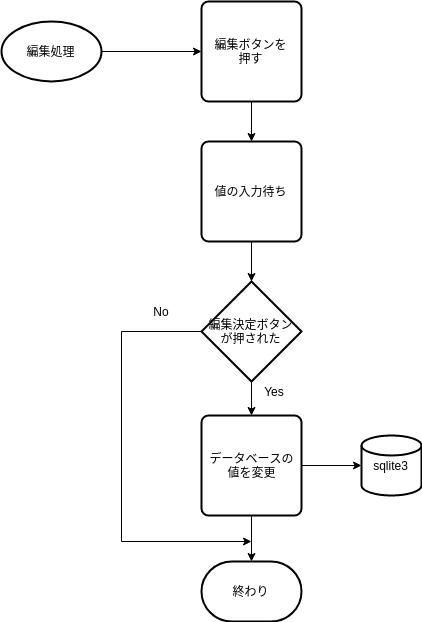 編集処理
編集ボタンを
押す
値の入力待ち
編集決定ボタン
が押された
No
Yes
データベースの
値を変更
sqlite3
終わり